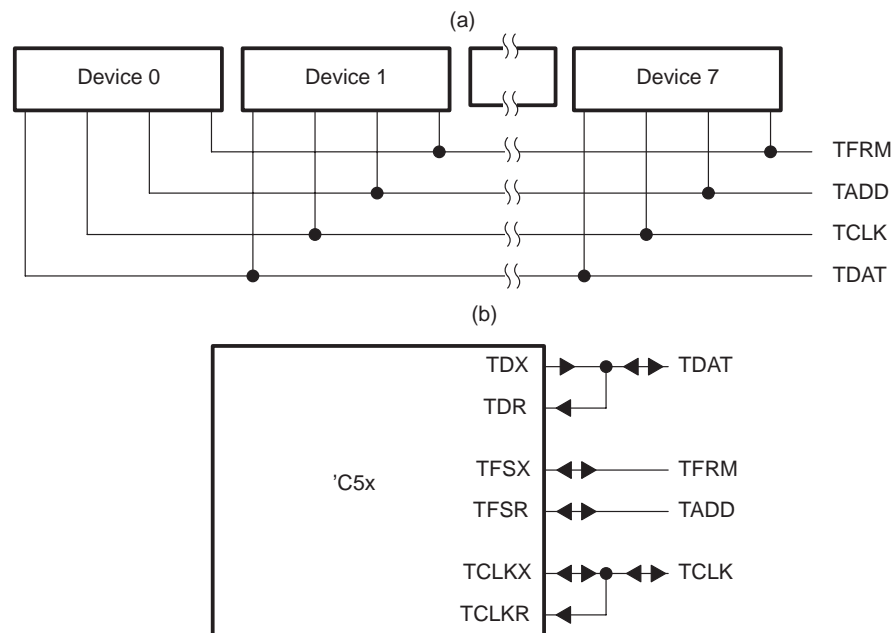 (a)
Device 0
Device 1
Device 7
TFRM
TADD
TCLK
TDAT
(b)
TDX
TDAT
TDR
TFSX
TFRM
'C5x
TFSR
TADD
TCLKX
TCLK
TCLKR